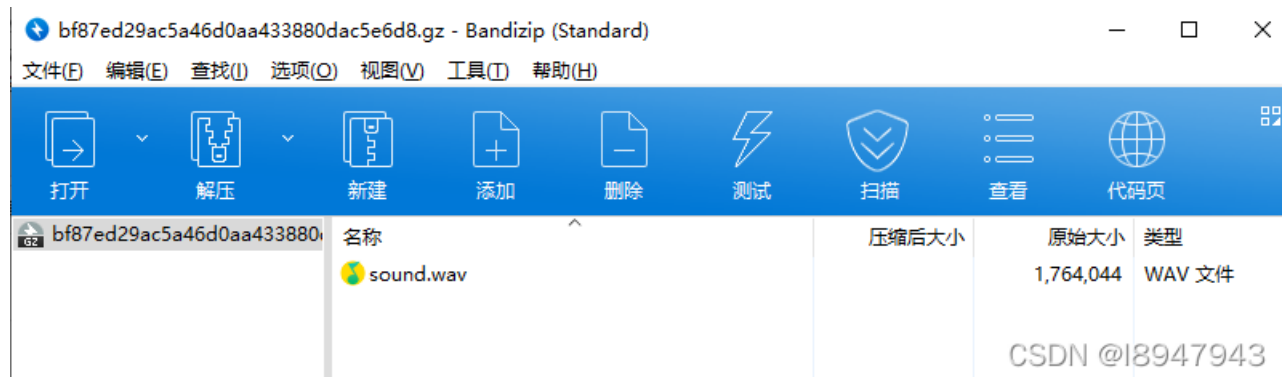 bf87ed29ac5a46d0aa433880dac5e6d8.gz - Bandizip (Standard)
文件(F) 编辑(E) 查找(I) 选项(O) 视图(V) 工具(T) 帮助(H)
打开 解压 新建 添加 删除 测试 扫描 查看 代码页
GZ bf87ed29ac5a46d0aa433880 名称 压缩后大小 原始大小 类型
sound.wav 1,764,044 WAV 文件
CSDN @l8947943